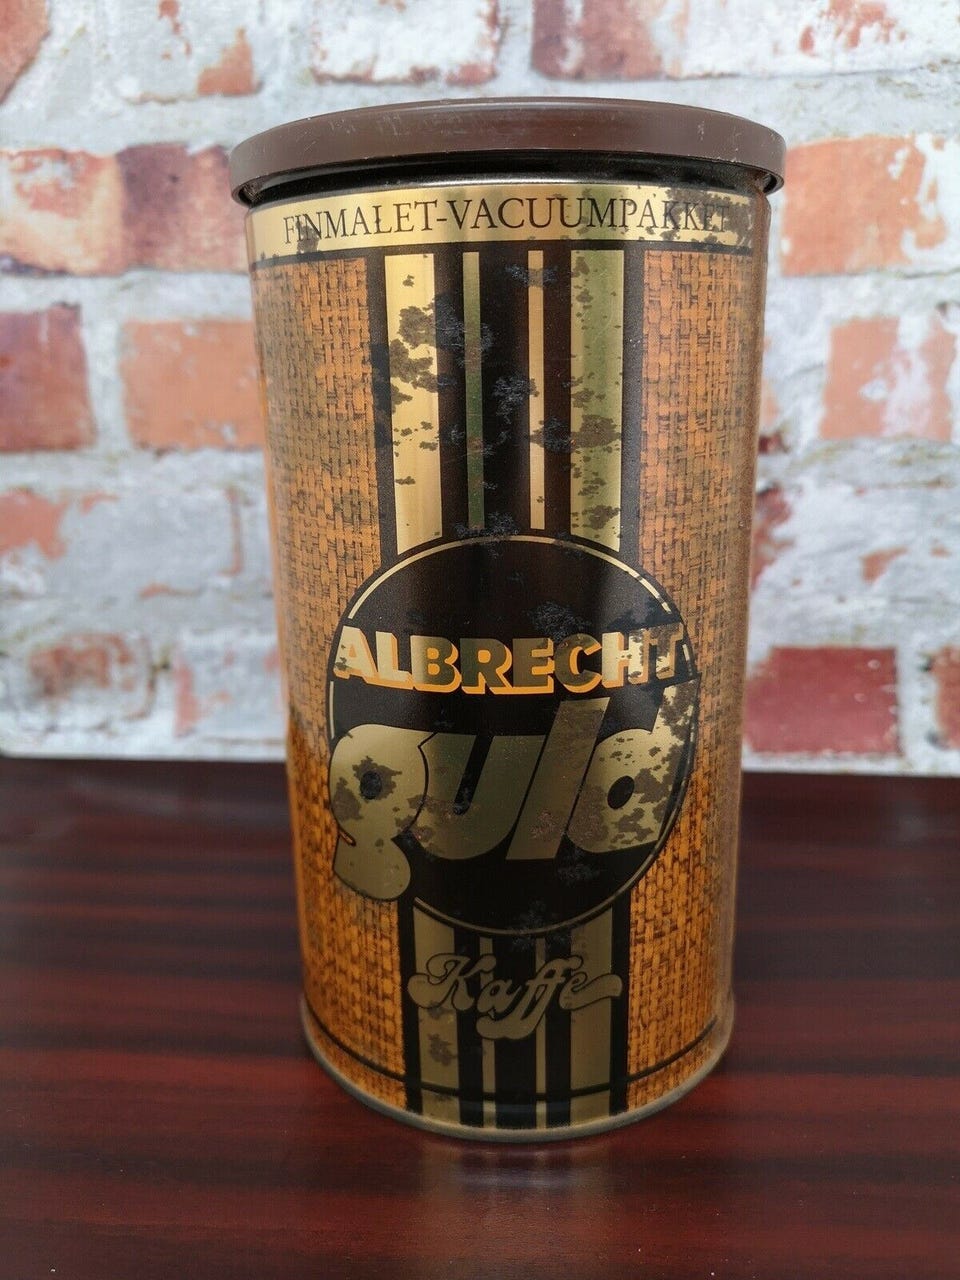 FINMALET-VACUUMPAKKET
ALBRECHT
guld
Kaffe